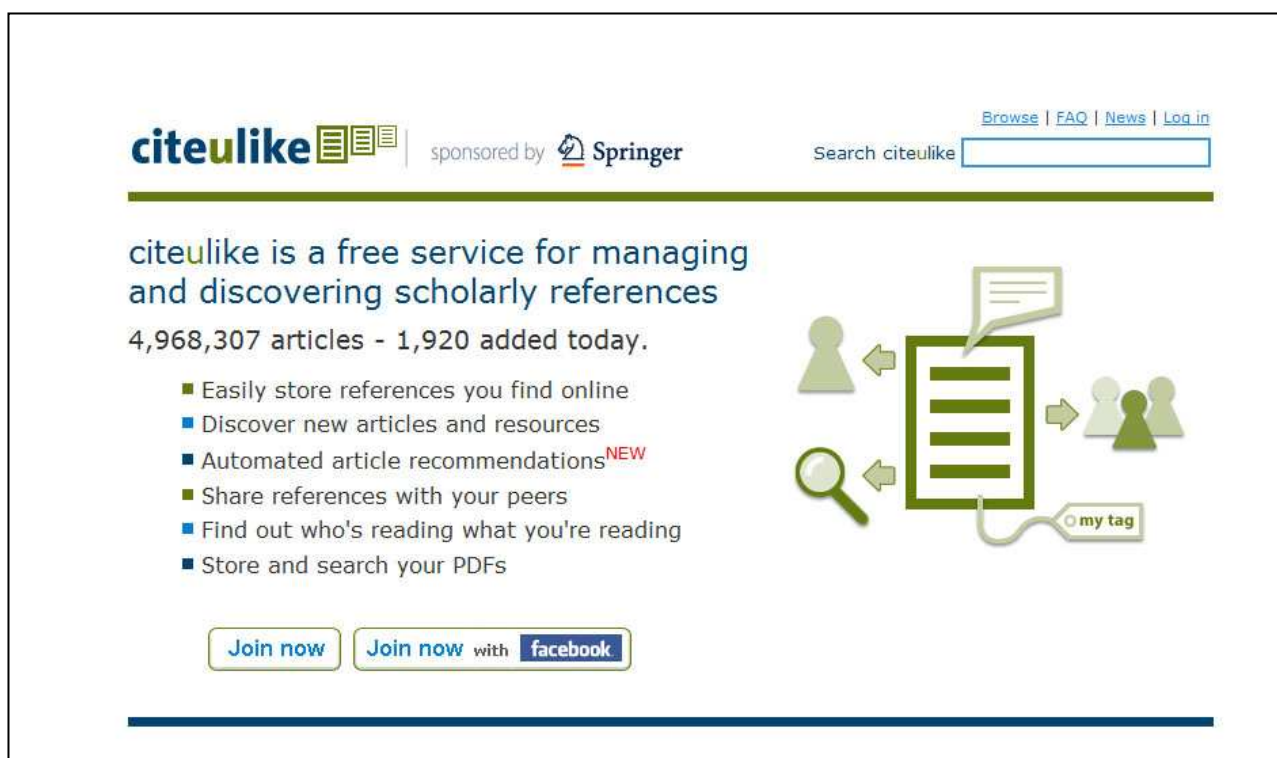 Browse | FAQ | News | Log in
citeulike sponsored by Springer Search citeulike
citeulike is a free service for managing
and discovering scholarly references
4,968,307 articles - 1,920 added today.
Easily store references you find online
Discover new articles and resources
Automated article recommendationsNEW
Share references with your peers
Find out who's reading what you're reading
Store and search your PDFs
my tag
Join now Join now with facebook